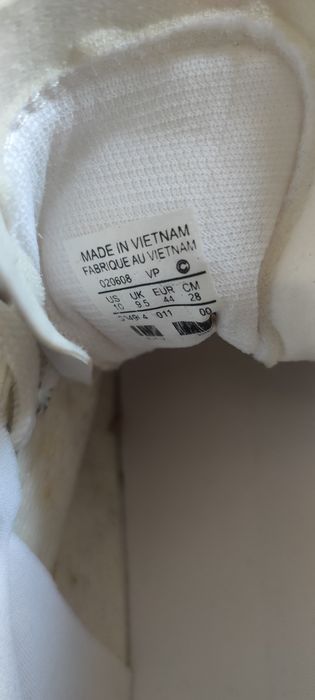 MADE IN VIETNAM
FABRIQUE AU VIETNAM
020608 VP C
US UK EUR CM
10 9.5 44 28
011 00